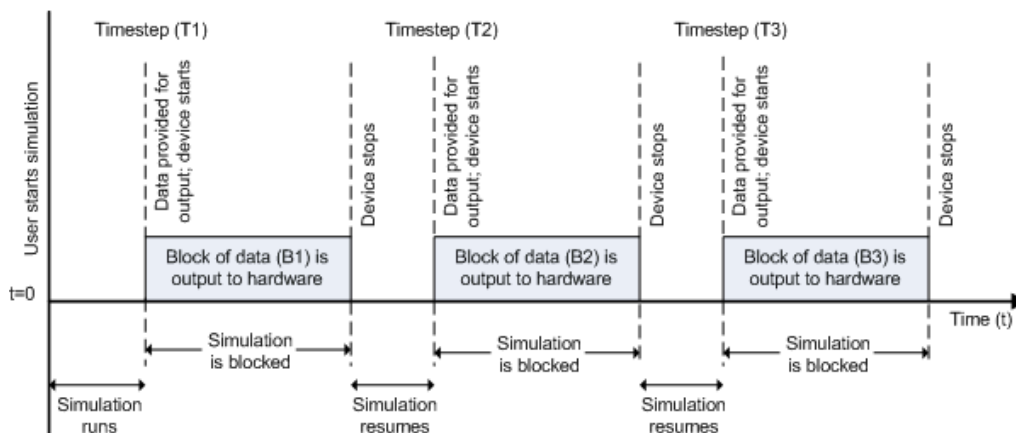 Timestep (T1)
Timestep (T2)
Timestep (T3)
User starts simulation
Data provided for
output; device starts
Device stops
Data provided for
output; device starts
Device stops
Data provided for
output; device starts
Device stops
Block of data (B1) is
output to hardware
Block of data (B2) is
output to hardware
Block of data (B3) is
output to hardware
t=0
Time (t)
Simulation
is blocked
Simulation
is blocked
Simulation
is blocked
Simulation
runs
Simulation
resumes
Simulation
resumes